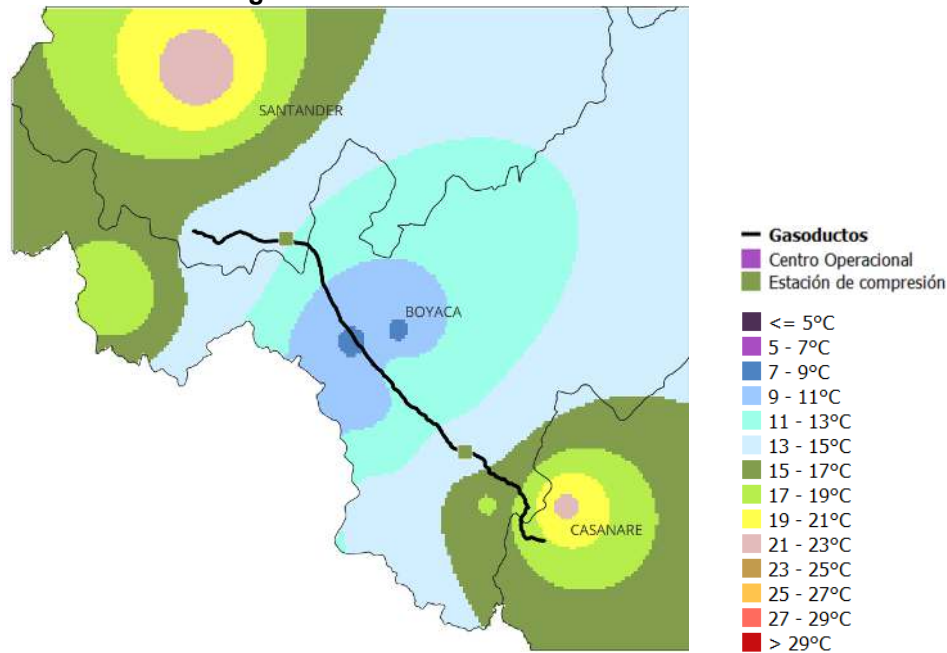 SANTANDER
BOYACA
CASANARE
Gasoductos
Centro Operacional
Estación de compresión
<= 5°C
5 - 7°C
7 - 9°C
9 - 11°C
11 - 13°C
13 - 15°C
15 - 17°C
17 - 19°C
19 - 21°C
21 - 23°C
23 - 25°C
25 - 27°C
27 - 29°C
> 29°C